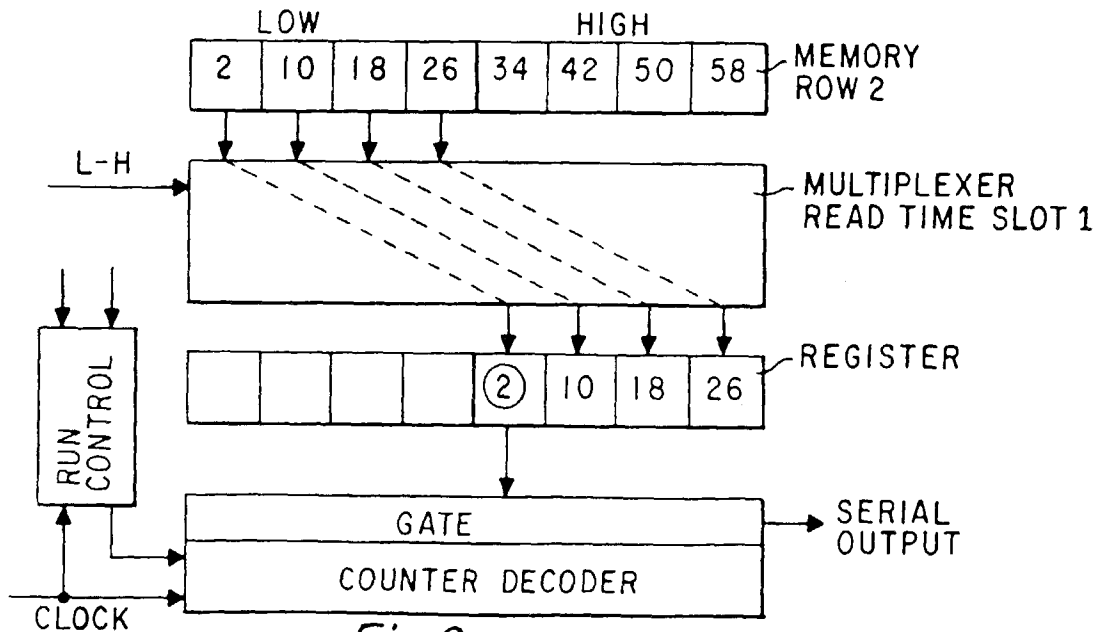 LOW HIGH
2 10 18 26 34 42 50 58
MEMORY
ROW 2
L-H
MULTIPLEXER
READ TIME SLOT 1
REGISTER
2 10 18 26
RUN
CONTROL
GATE
SERIAL
OUTPUT
COUNTER DECODER
CLOCK